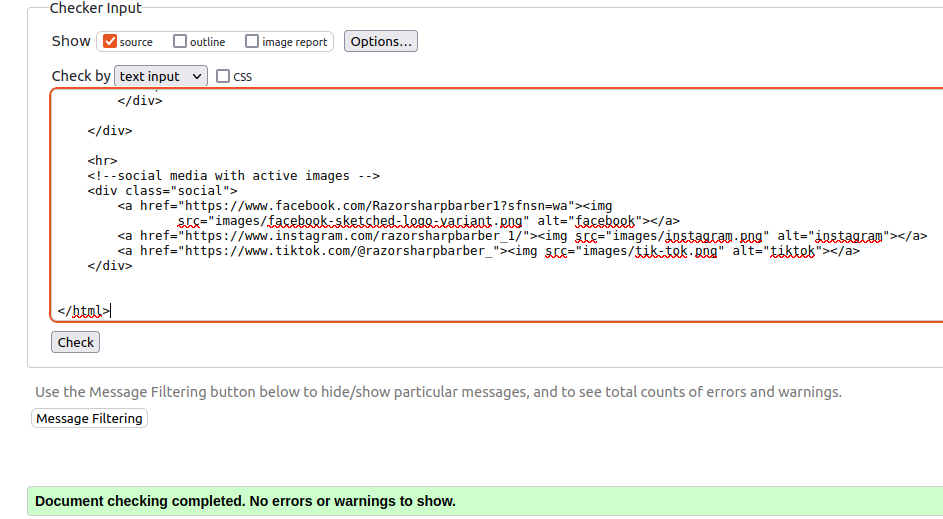 Checker Input
Show source outline image report Options...
Check by text input CSS
</div>
</div>
<hr>
<!--social media with active images -->
<div class="social">
<a href="https://www.facebook.com/Razorsharpbarber1?sfnsn=wa"><img
src="images/facebook-sketched-logo-variant.png" alt="facebook"></a>
<a href="https://www.instagram.com/razorsharpbarber_1/"><img src="images/instagram.png" alt="instagram"></a>
<a href="https://www.tiktok.com/@razorsharpbarber_"><img src="images/tik-tok.png" alt="tiktok"></a>
</div>
</html>
Check
Use the Message Filtering button below to hide/show particular messages, and to see total counts of errors and warnings.
Message Filtering
Document checking completed. No errors or warnings to show.